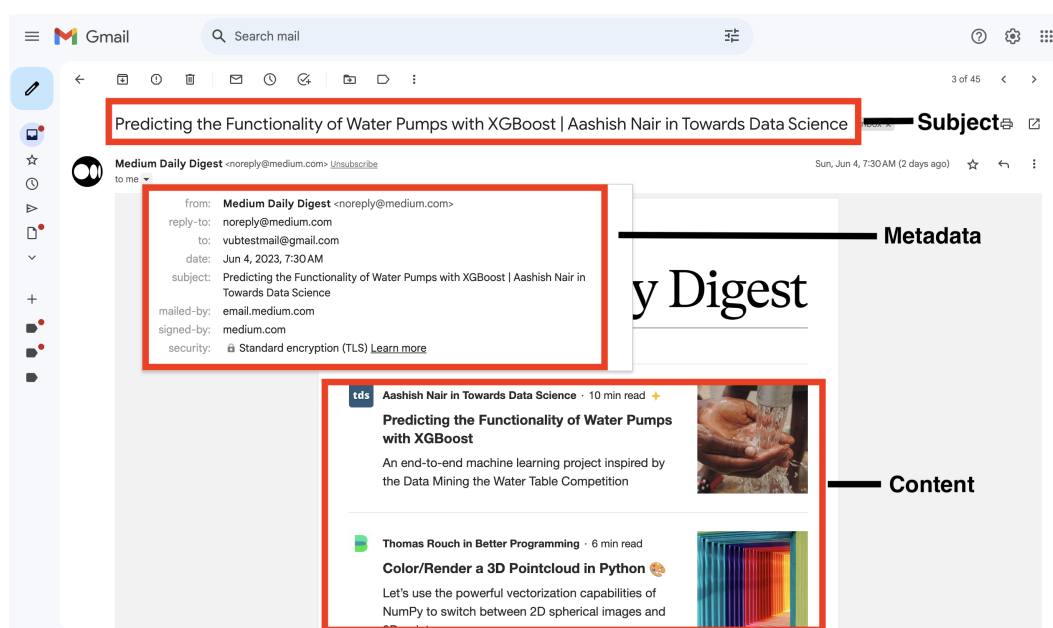 Gmail
Search mail
3 of 45
Predicting the Functionality of Water Pumps with XGBoost | Aashish Nair in Towards Data Science
Subject
Medium Daily Digest <noreply@medium.com> Unsubscribe
Sun, Jun 4, 7:30 AM (2 days ago)
to me
from: Medium Daily Digest <noreply@medium.com>
reply-to: noreply@medium.com
to: vubtestmail@gmail.com
date: Jun 4, 2023, 7:30 AM
subject: Predicting the Functionality of Water Pumps with XGBoost | Aashish Nair in
Towards Data Science
mailed-by: email.medium.com
signed-by: medium.com
security: Standard encryption (TLS) Learn more
Metadata
y Digest
tds Aashish Nair in Towards Data Science · 10 min read
Predicting the Functionality of Water Pumps
with XGBoost
An end-to-end machine learning project inspired by
the Data Mining the Water Table Competition
Content
Thomas Rouch in Better Programming · 6 min read
Color/Render a 3D Pointcloud in Python 🎨
Let's use the powerful vectorization capabilities of
NumPy to switch between 2D spherical images and